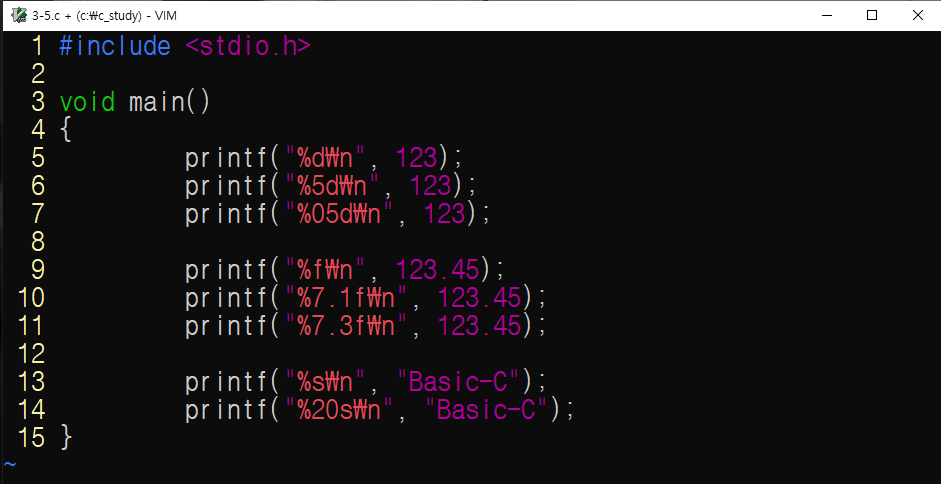 3-5.c + (c:₩c_study) - VIM
1 #include <stdio.h>
2
3 void main()
4 {
5 printf("%d₩n", 123);
6 printf("%5d₩n", 123);
7 printf("%05d₩n", 123);
8
9 printf("%f₩n", 123.45);
10 printf("%7.1f₩n", 123.45);
11 printf("%7.3f₩n", 123.45);
12
13 printf("%s₩n", "Basic-C");
14 printf("%20s₩n", "Basic-C");
15 }
~